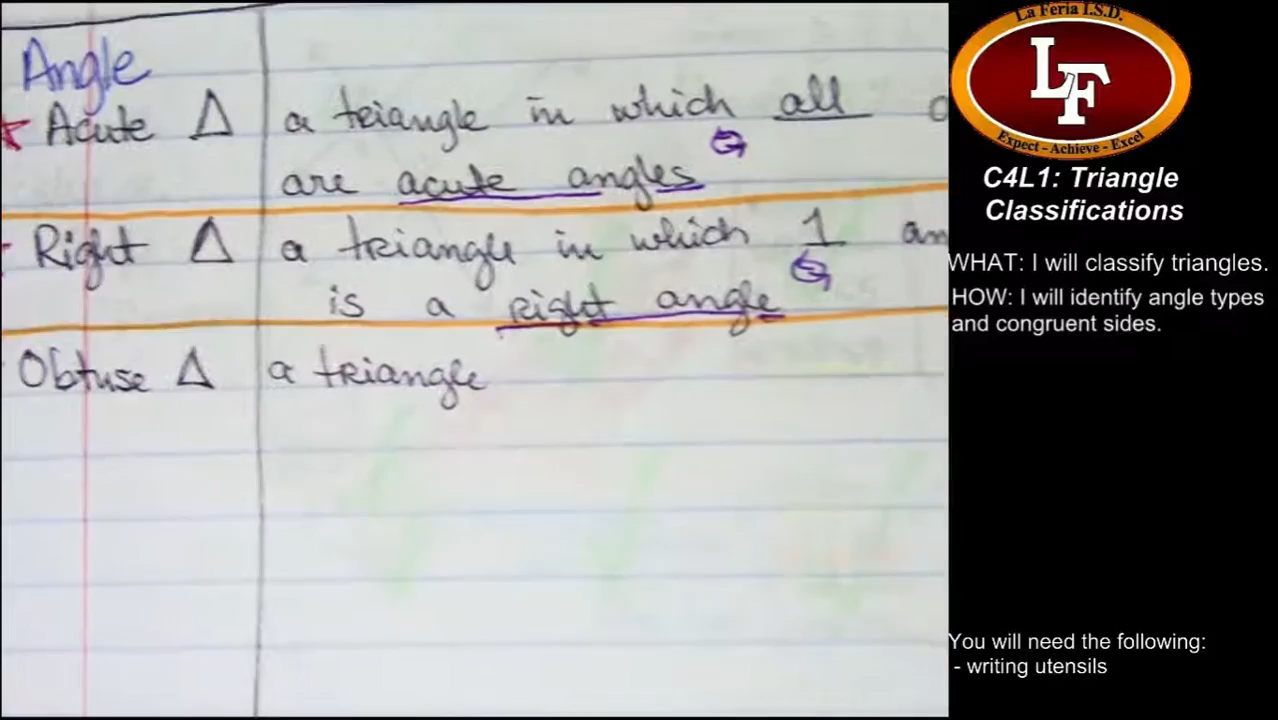 Angle
Acute Δ a triangle in which all
are acute angles
Right Δ a triangle in which 1 an
is a right angle
Obtuse Δ a triangle
La Feria I.S.D.
LF
Expect - Achieve - Excel
C4L1: Triangle
Classifications
WHAT: I will classify triangles.
HOW: I will identify angle types
and congruent sides.
You will need the following:
- writing utensils